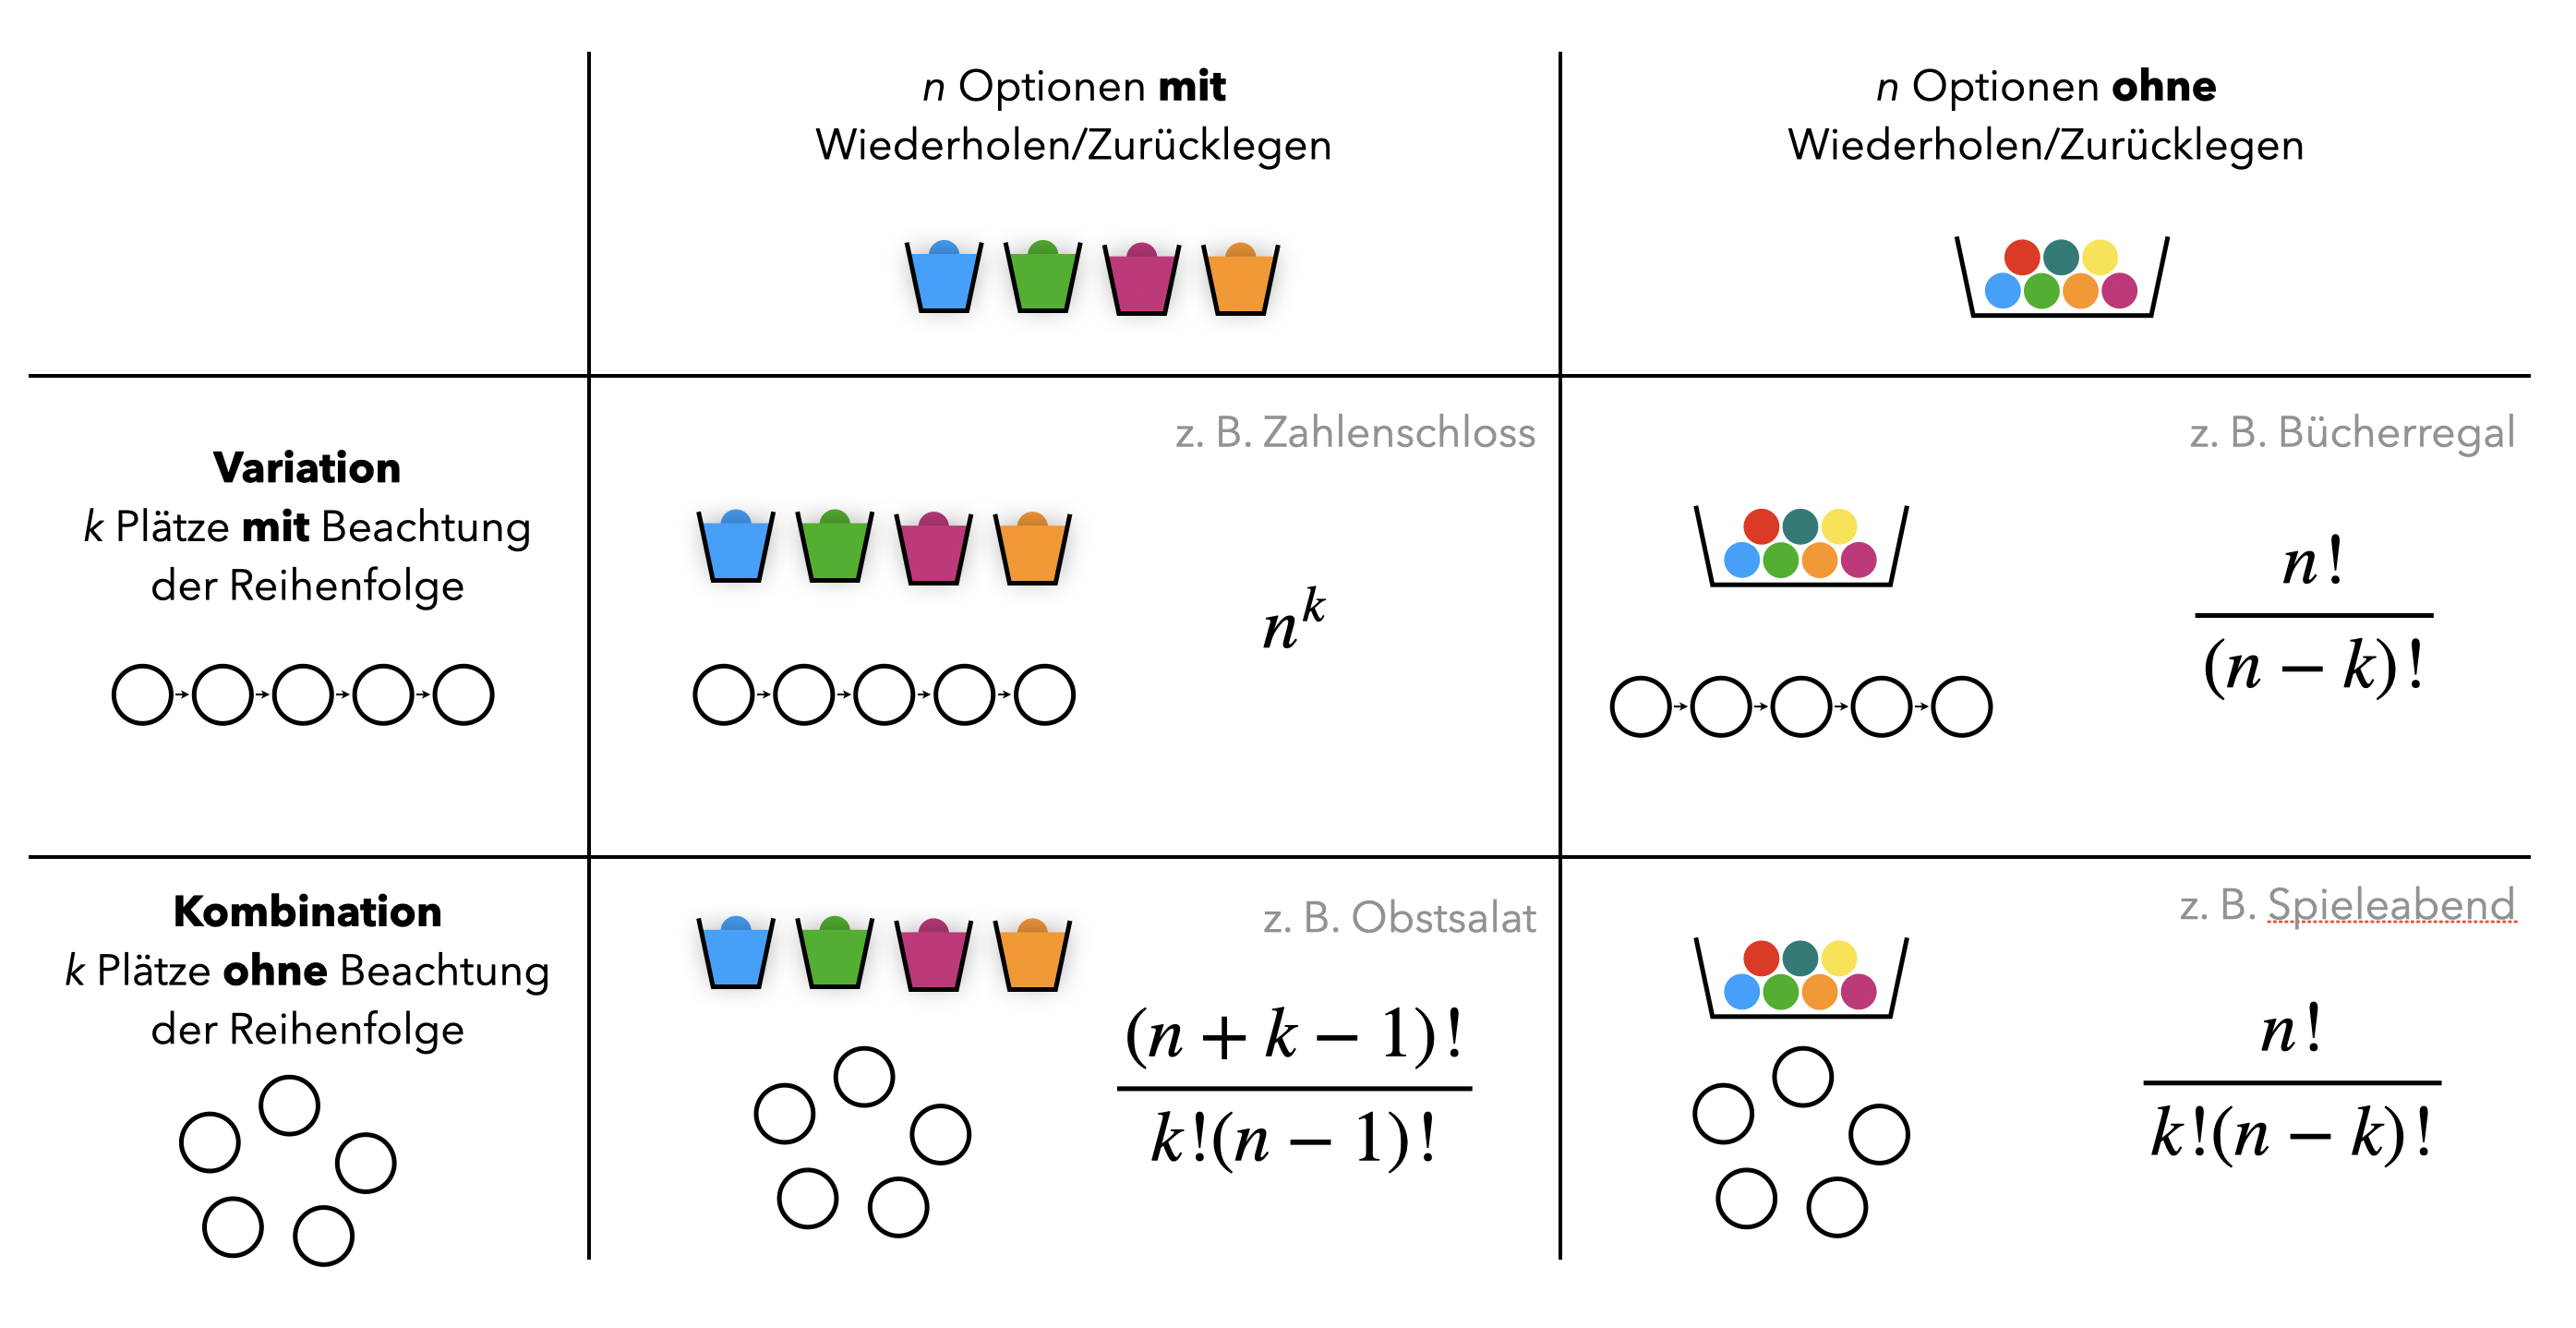 n Optionen mit
Wiederholen/Zurücklegen
n Optionen ohne
Wiederholen/Zurücklegen
Variation
k Plätze mit Beachtung
der Reihenfolge
z. B. Zahlenschloss
n^k
z. B. Bücherregal
n!
(n − k)!
Kombination
k Plätze ohne Beachtung
der Reihenfolge
z. B. Obstsalat
(n + k − 1)!
k!(n − 1)!
z. B. Spieleabend
n!
k!(n − k)!